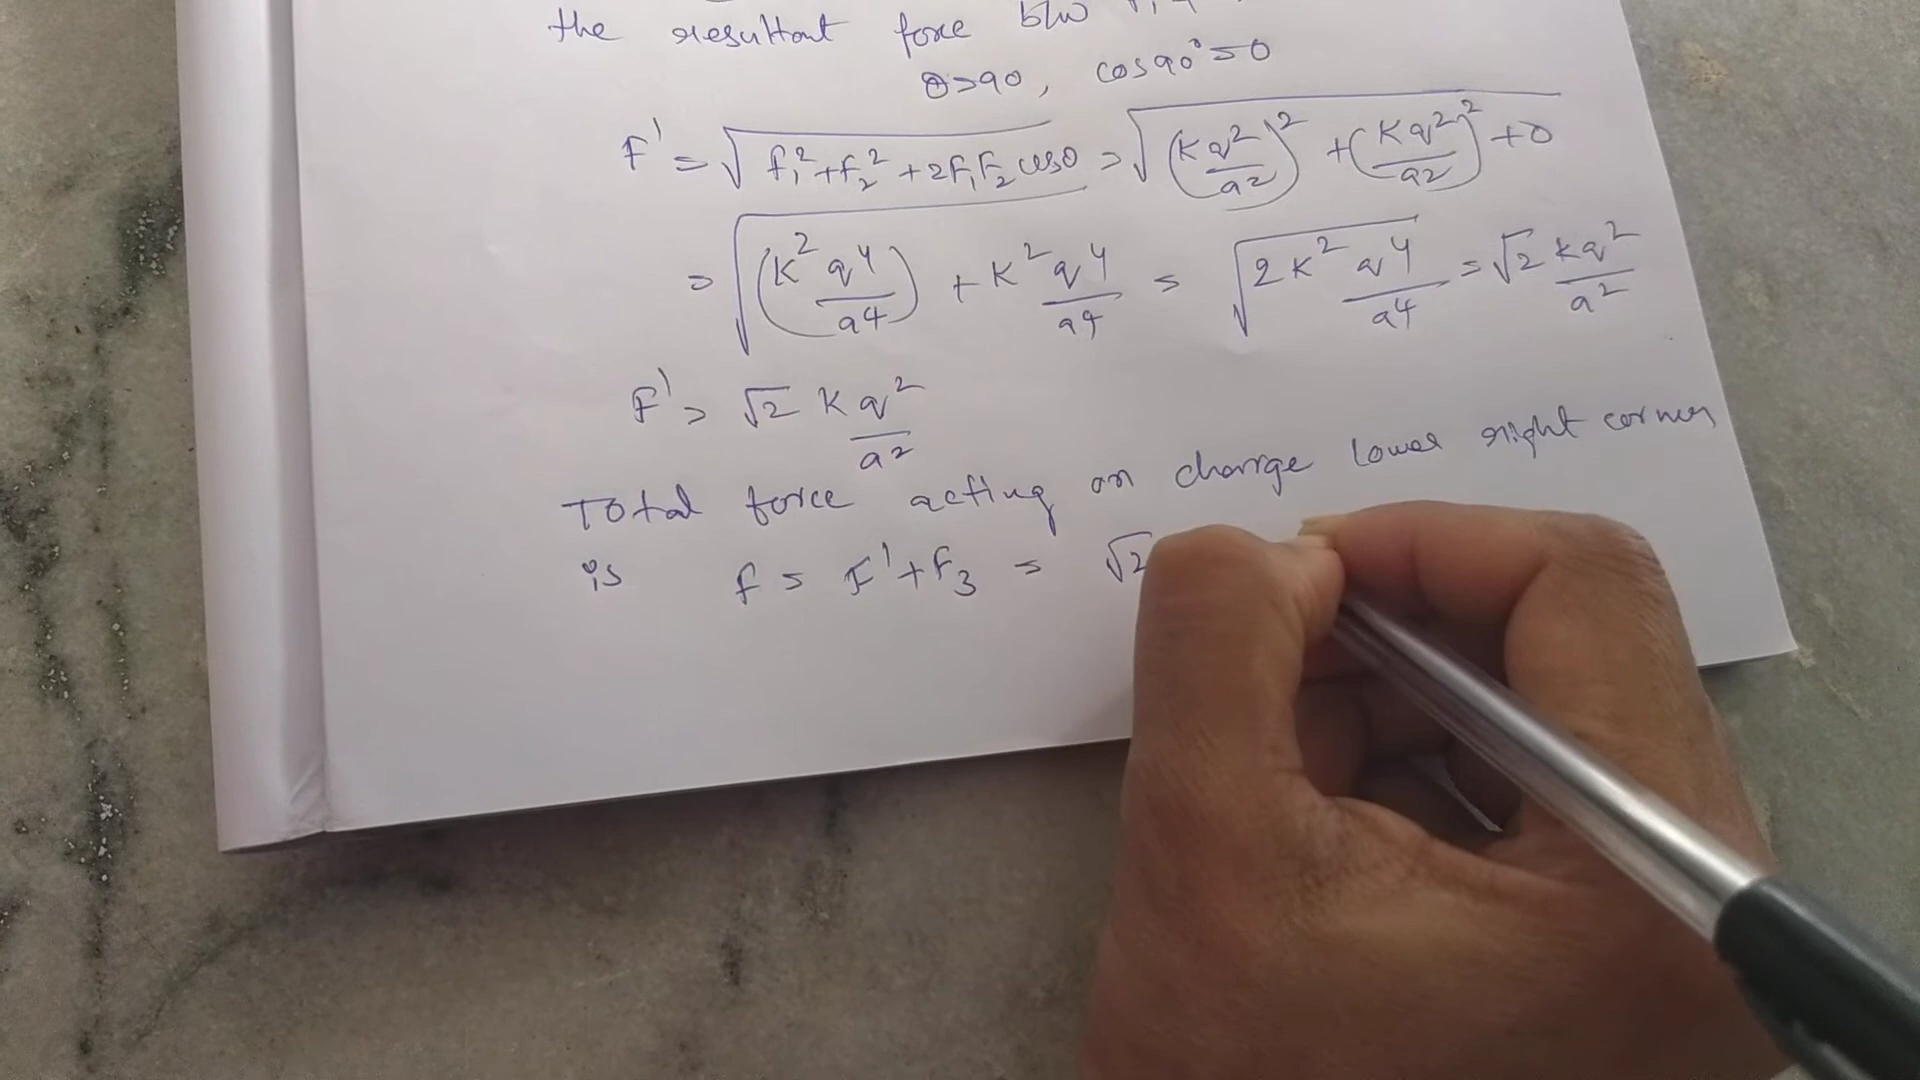 the resultant force b/w
θ=90, cos90°=0
F' = √(F₁²+F₂²+2F₁F₂cosθ) = √((Kq²/a²)² + (Kq²/a²)² + 0)
= √((K²q⁴/a⁴) + K²q⁴/a⁴) = √(2K²q⁴/a⁴) = √2 Kq²/a²
F' = √2 K q²/a²
Total force acting on charge lower right corner
is F = F'+F₃ = √2